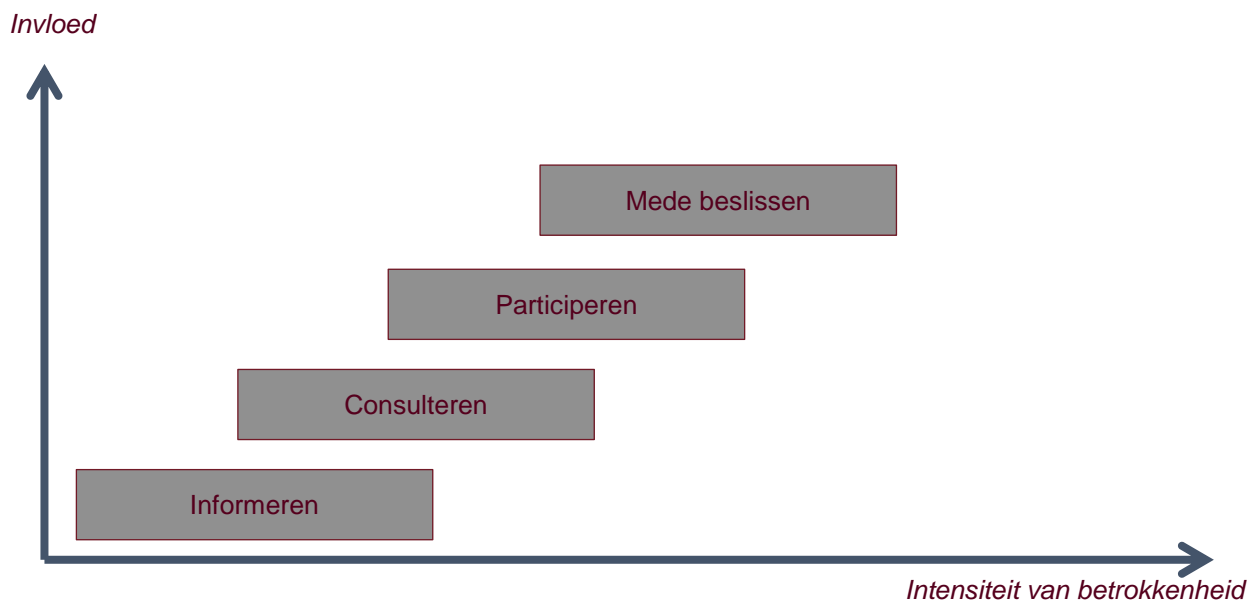 Invloed
Mede beslissen
Participeren
Consulteren
Informeren
Intensiteit van betrokkenheid